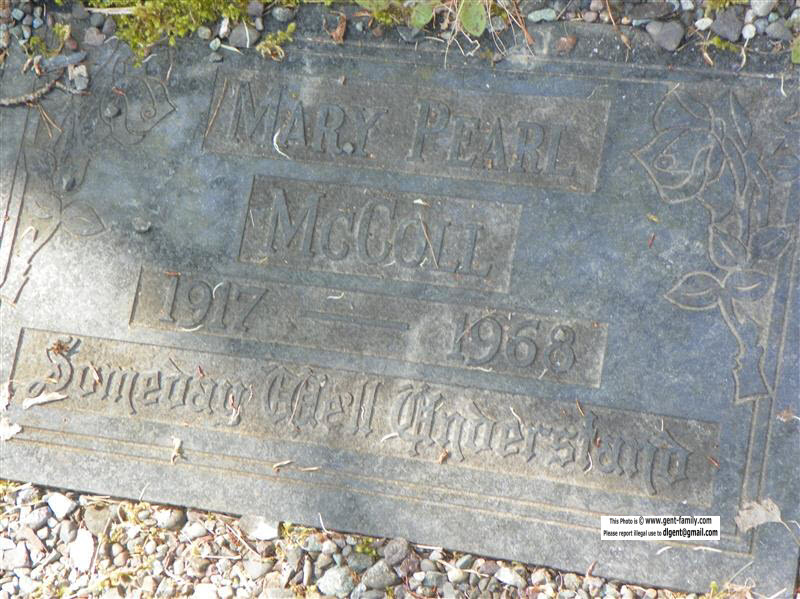 Mary Pearl
McColl
1917 — 1968
Someday We'll Understand
This Photo is © www.gent-family.com
Please report illegal use to dlgent@gmail.com